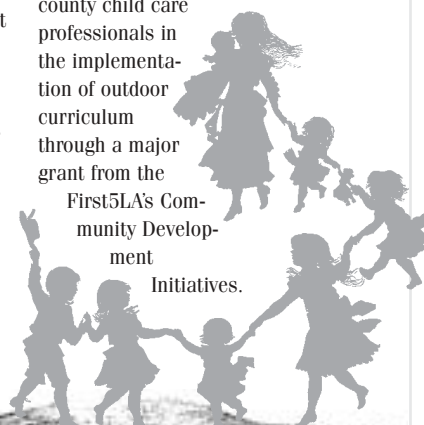 county child care
professionals in
the implementa-
tion of outdoor
curriculum
through a major
grant from the
First5LA’s Com-
munity Develop-
ment
Initiatives.